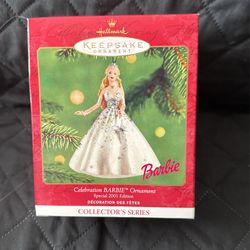 Hallmark
KEEPSAKE
ORNAMENT
Barbie
Celebration BARBIE™ Ornament
Special 2001 Edition
DÉCORATION DES FÊTES
COLLECTOR'S SERIES